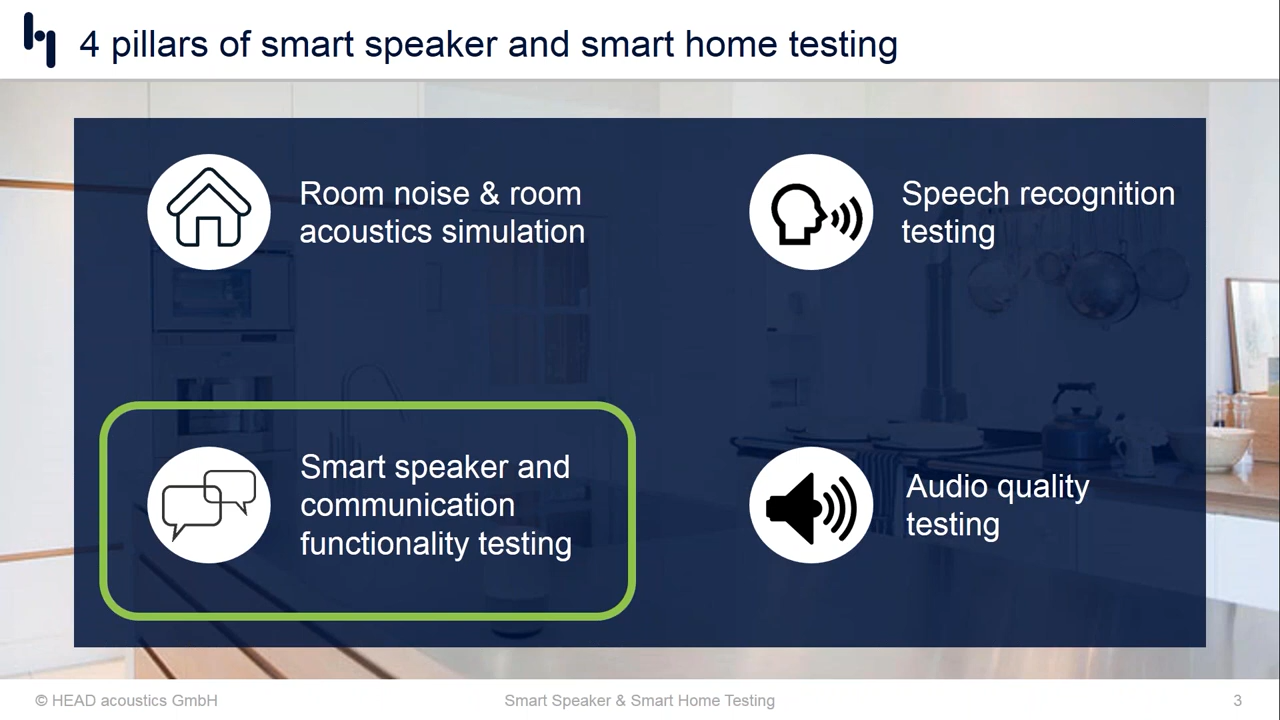 4 pillars of smart speaker and smart home testing
Room noise & room
acoustics simulation
Speech recognition
testing
Smart speaker and
communication
functionality testing
Audio quality
testing
© HEAD acoustics GmbH
Smart Speaker & Smart Home Testing
3